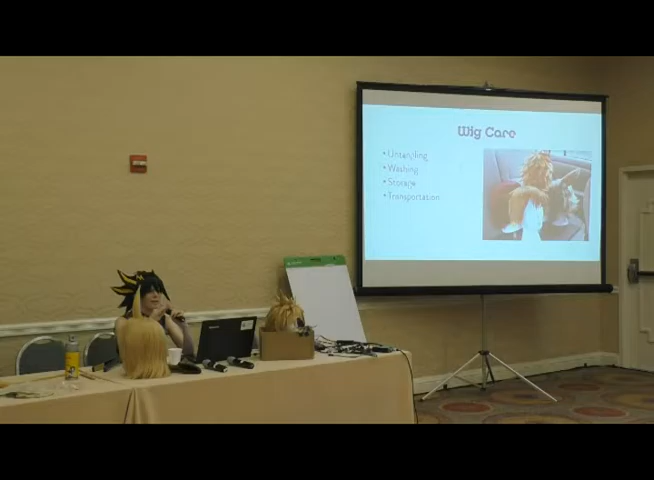 Wig Care
• Untangling
• Washing
• Storage
• Transportation